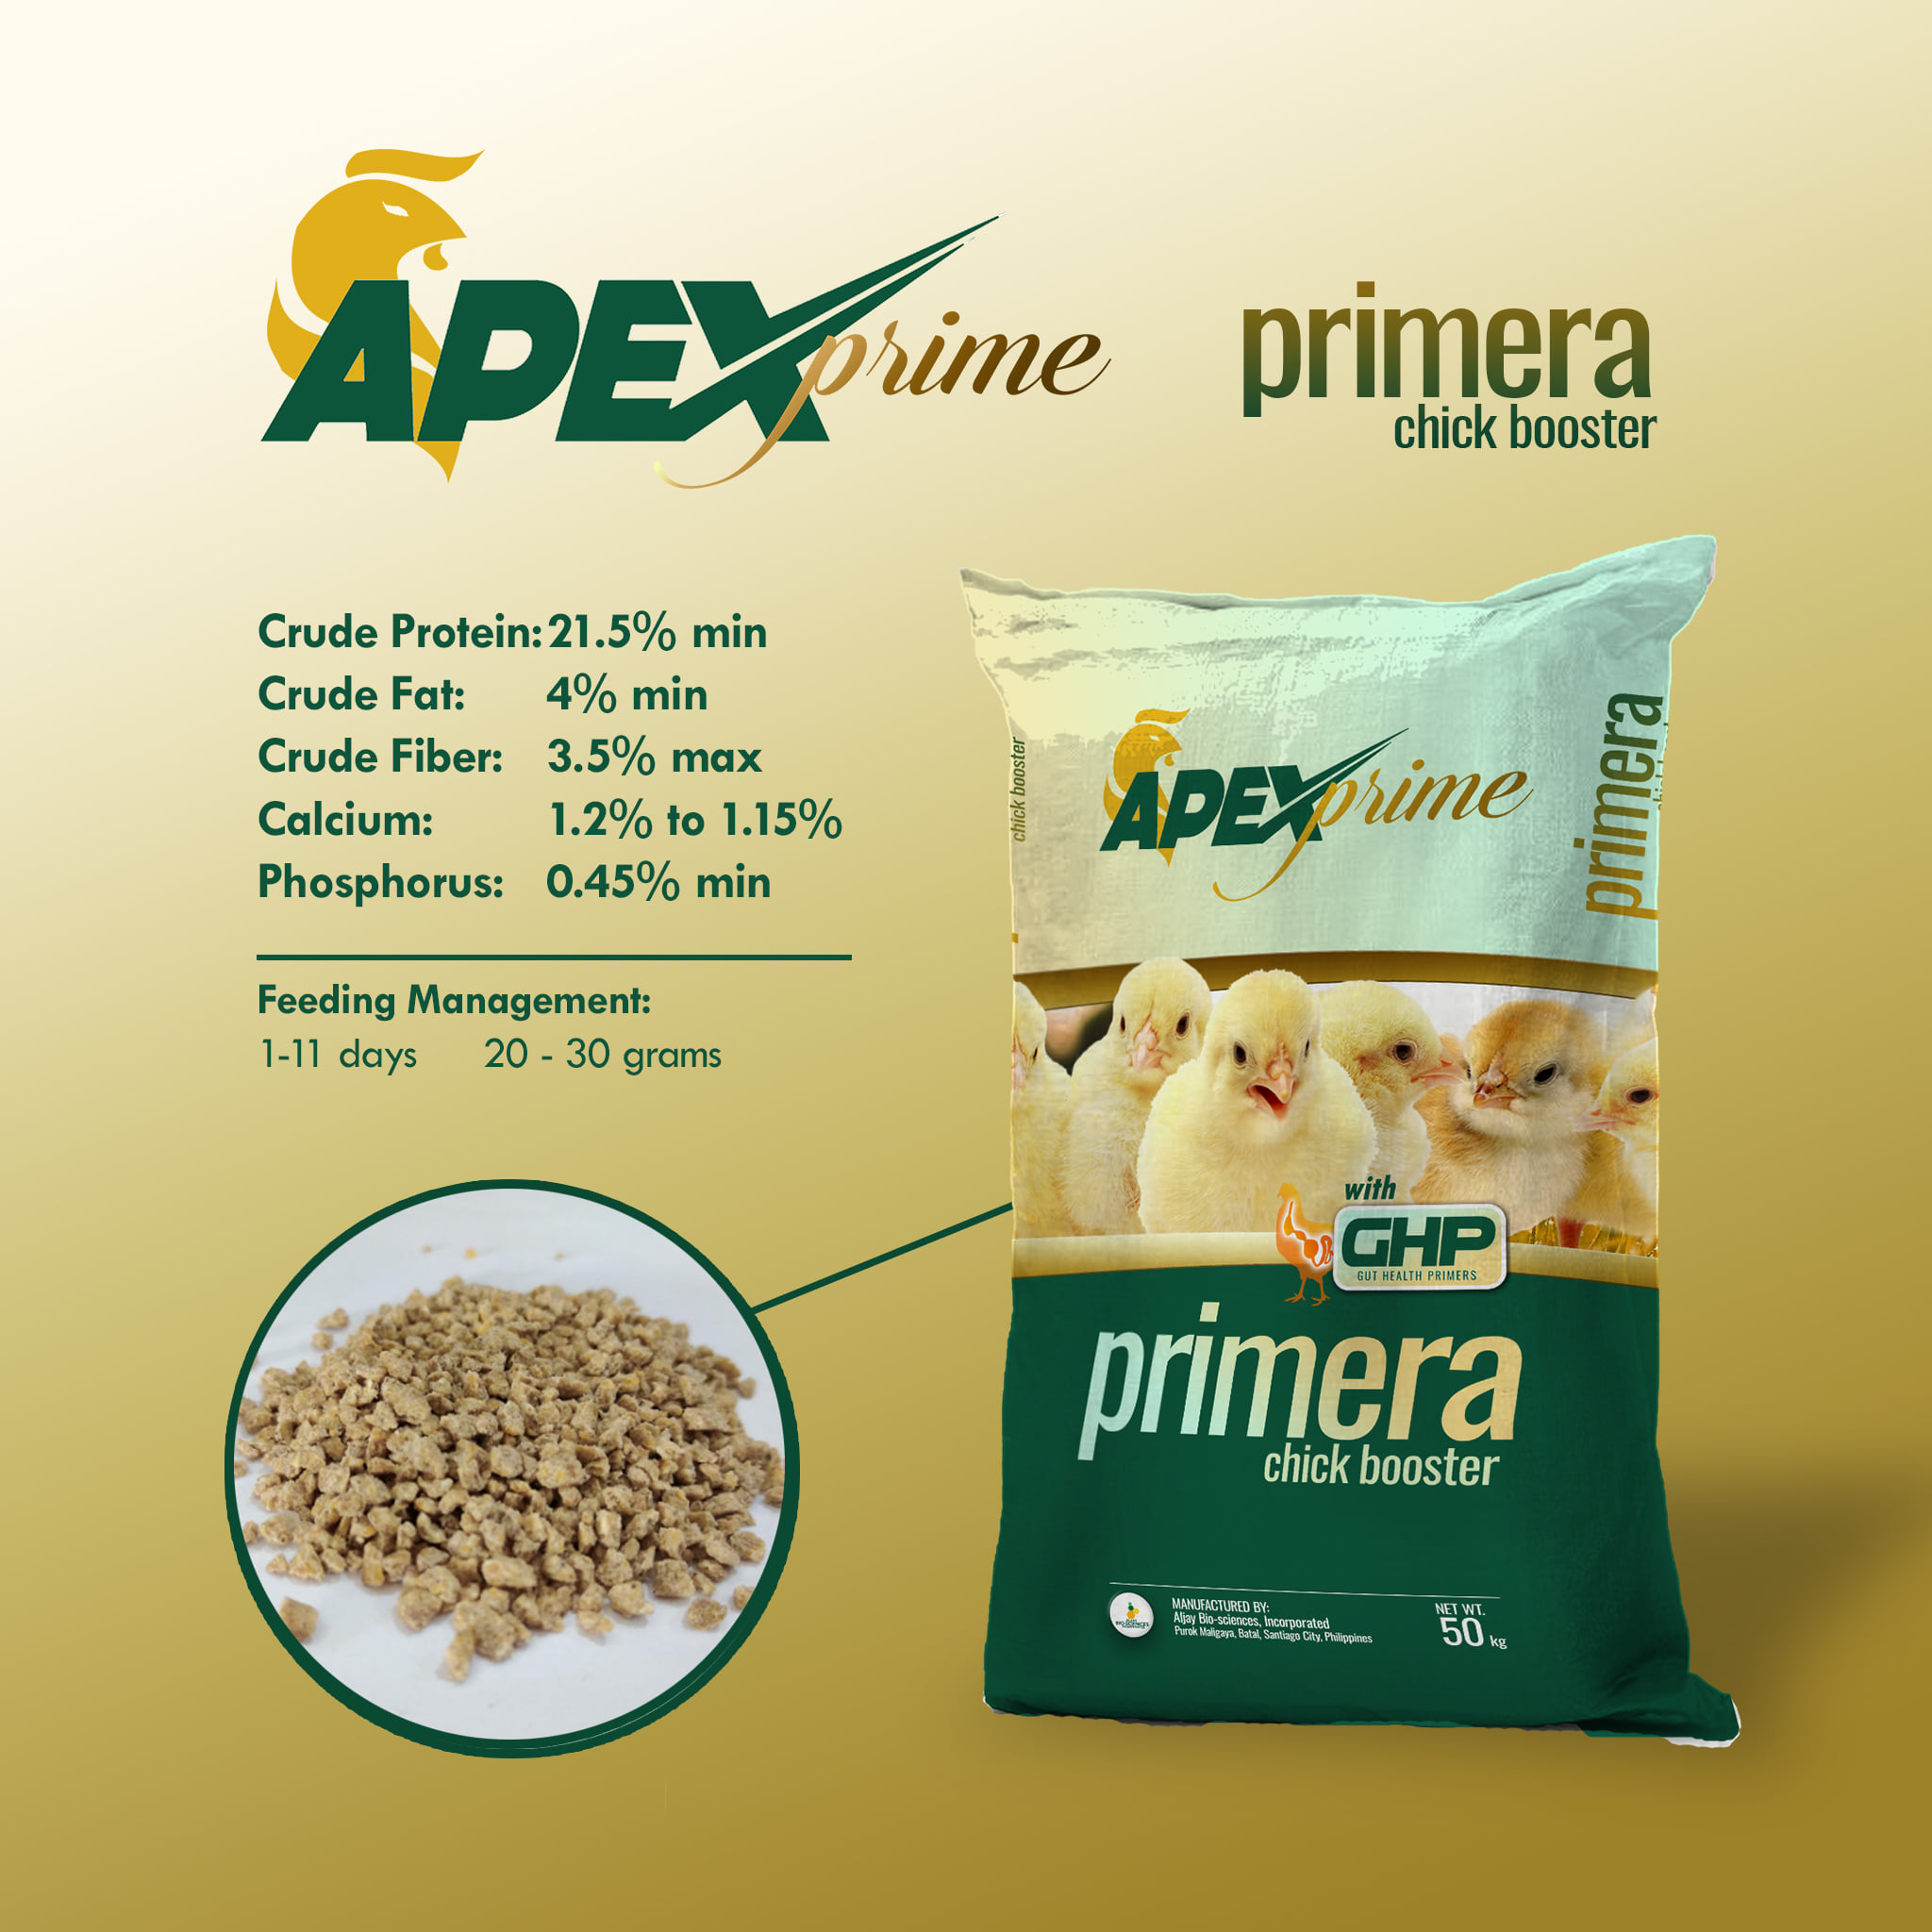 APEX prime
primera
chick booster
Crude Protein: 21.5% min
Crude Fat: 4% min
Crude Fiber: 3.5% max
Calcium: 1.2% to 1.15%
Phosphorus: 0.45% min
Feeding Management:
1-11 days 20 - 30 grams
chick booster
APEX prime
primera
with
GHP
GUT HEALTH PRIMERS
primera
chick booster
MANUFACTURED BY:
Aljay Bio-sciences, Incorporated
Purok Maligaya, Batal, Santiago City, Philippines
NET WT.
50 kg